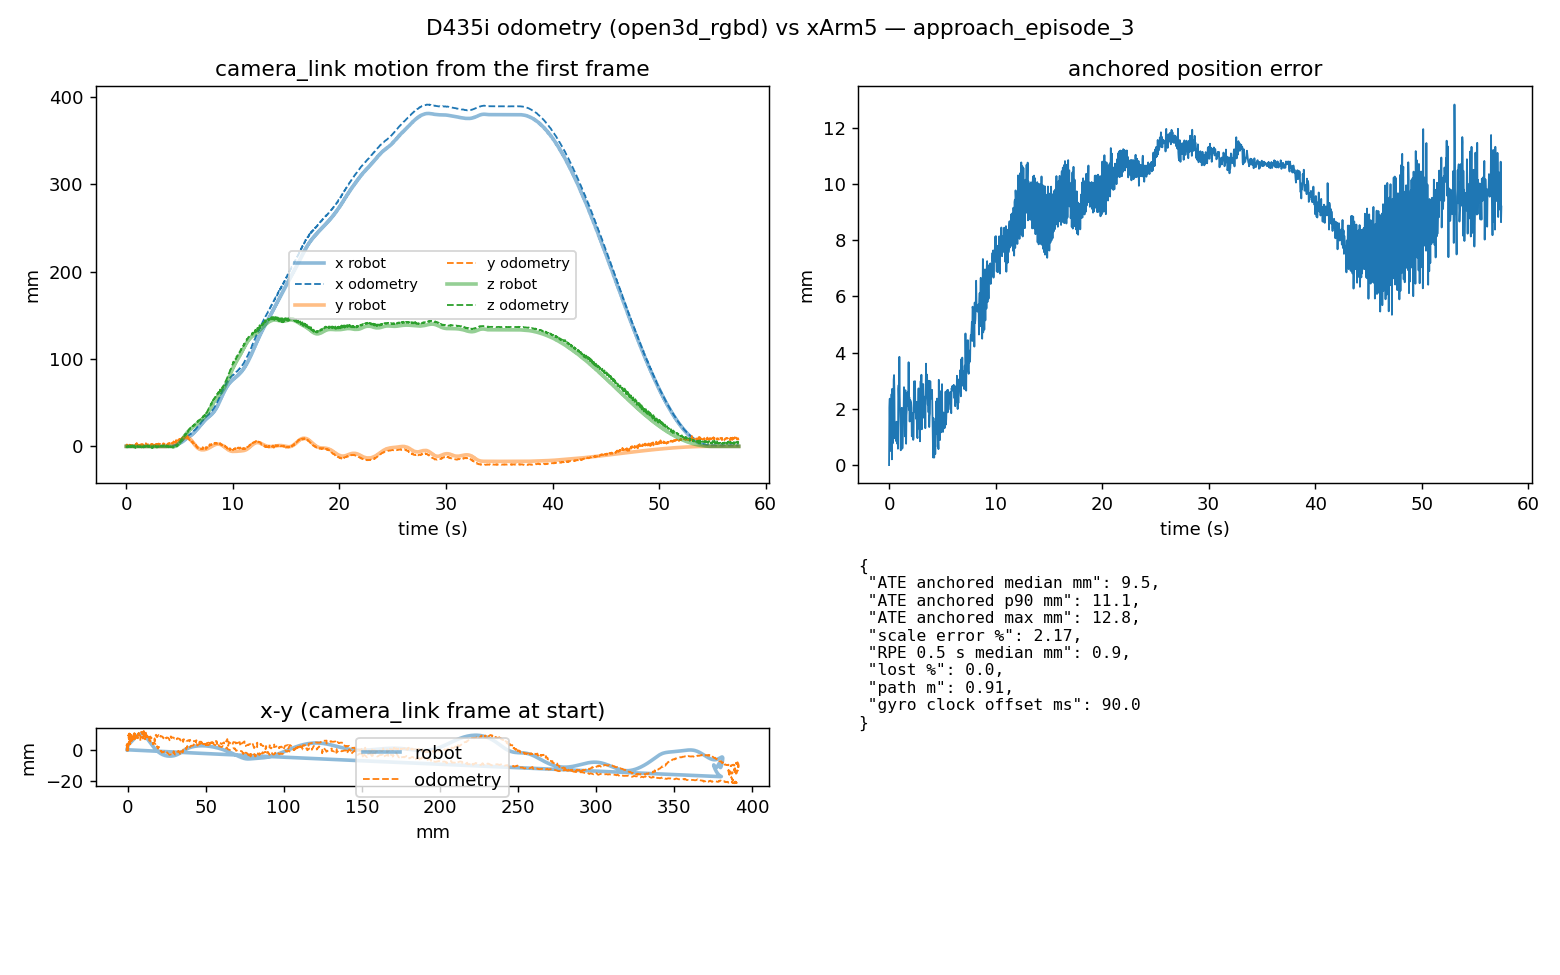 D435i odometry (open3d_rgbd) vs xArm5 — approach_episode_3
camera_link motion from the first frame
400
300
200
100
0
mm
x robot
x odometry
y robot
y odometry
z robot
z odometry
0 10 20 30 40 50 60
time (s)
anchored position error
12
10
8
6
4
2
0
mm
0 10 20 30 40 50 60
time (s)
x-y (camera_link frame at start)
0
−20
mm
robot
odometry
0 50 100 150 200 250 300 350 400
mm
{
"ATE anchored median mm": 9.5,
"ATE anchored p90 mm": 11.1,
"ATE anchored max mm": 12.8,
"scale error %": 2.17,
"RPE 0.5 s median mm": 0.9,
"lost %": 0.0,
"path m": 0.91,
"gyro clock offset ms": 90.0
}